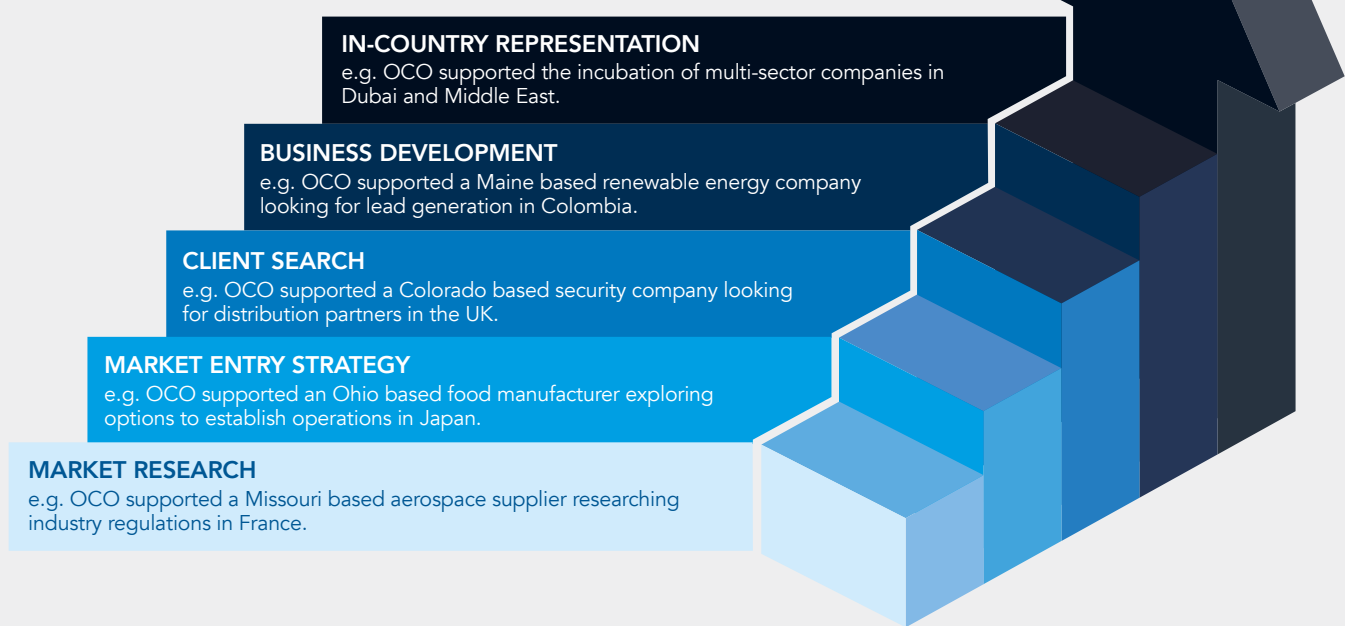 IN-COUNTRY REPRESENTATION
e.g. OCO supported the incubation of multi-sector companies in
Dubai and Middle East.
BUSINESS DEVELOPMENT
e.g. OCO supported a Maine based renewable energy company
looking for lead generation in Colombia.
CLIENT SEARCH
e.g. OCO supported a Colorado based security company looking
for distribution partners in the UK.
MARKET ENTRY STRATEGY
e.g. OCO supported an Ohio based food manufacturer exploring
options to establish operations in Japan.
MARKET RESEARCH
e.g. OCO supported a Missouri based aerospace supplier researching
industry regulations in France.